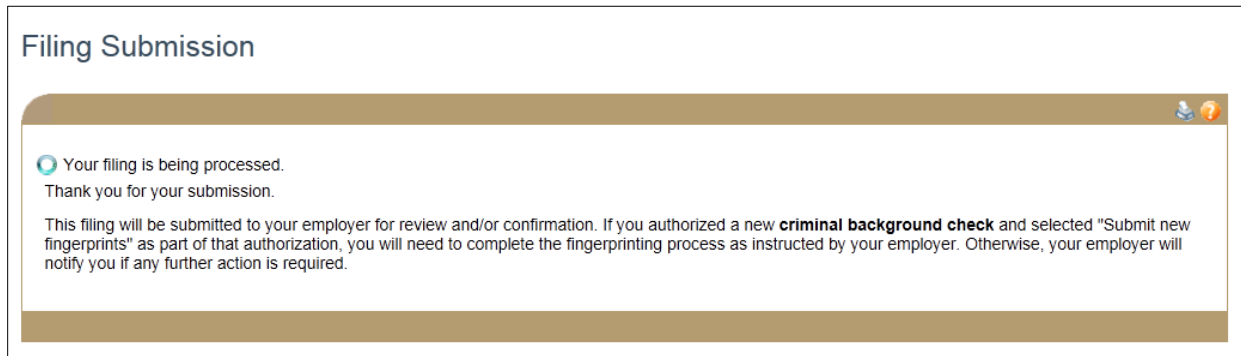 Filing Submission
Your filing is being processed.
Thank you for your submission.
This filing will be submitted to your employer for review and/or confirmation. If you authorized a new criminal background check and selected "Submit new
fingerprints" as part of that authorization, you will need to complete the fingerprinting process as instructed by your employer. Otherwise, your employer will
notify you if any further action is required.